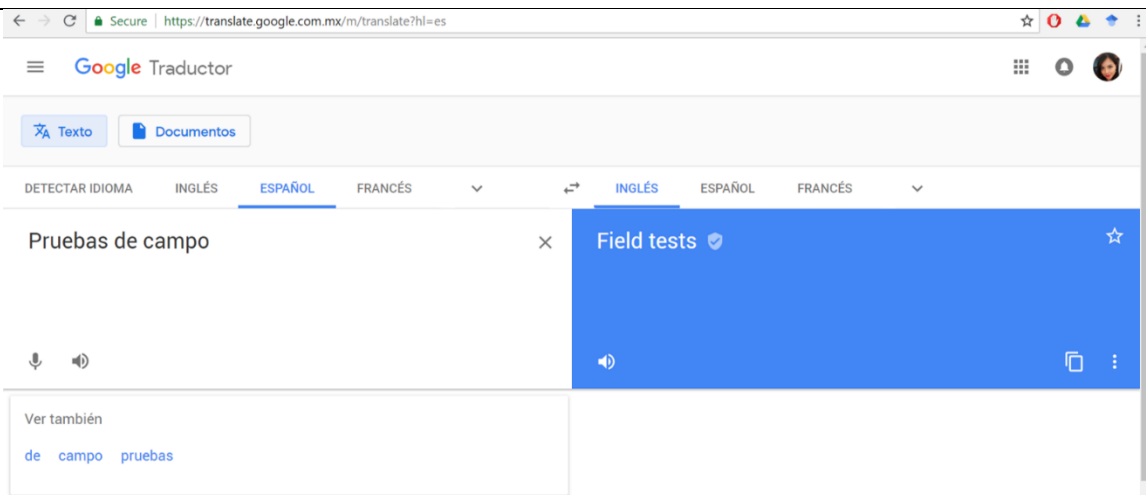 Secure | https://translate.google.com.mx/m/translate?hl=es
Google Traductor
Texto Documentos
DETECTAR IDIOMA INGLÉS ESPAÑOL FRANCÉS INGLÉS ESPAÑOL FRANCÉS
Pruebas de campo Field tests
Ver también
de campo pruebas